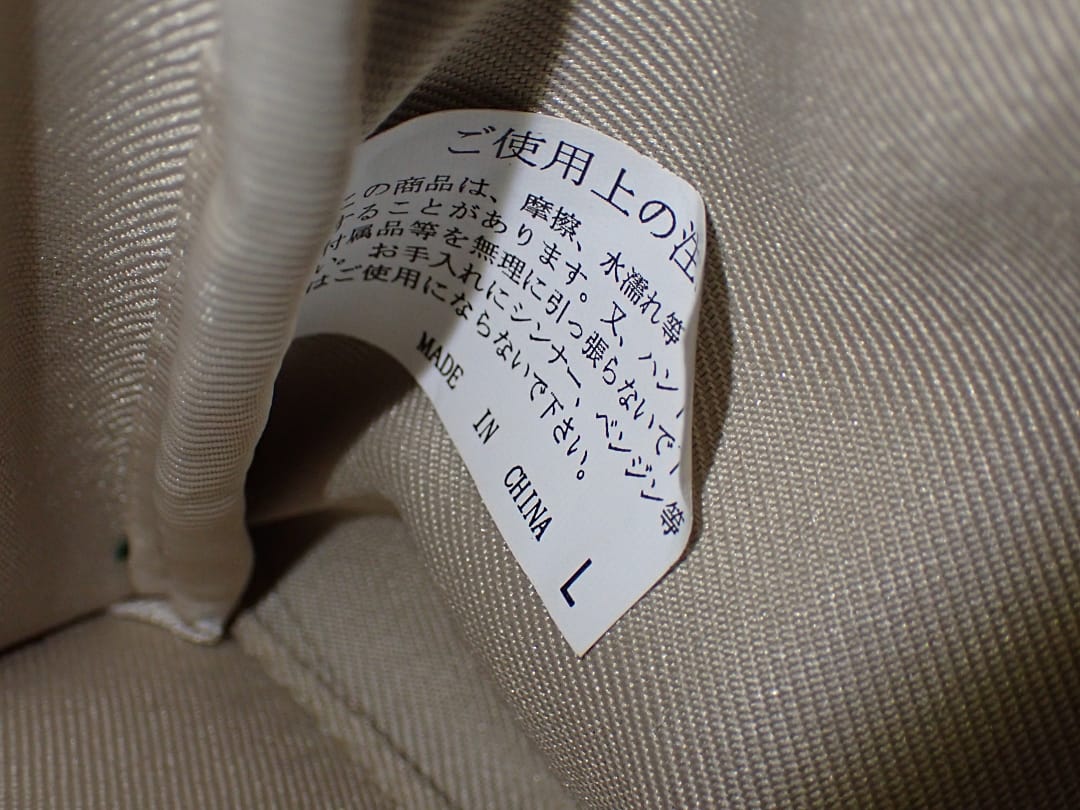 ご使用上の注
この商品は、摩擦、水濡れ等
することがあります。又、ハン
付属品等を無理に引っ張らないで下
い。お手入れにシンナー、ベンジン等
はご使用にならないで下さい。
MADE IN CHINA L